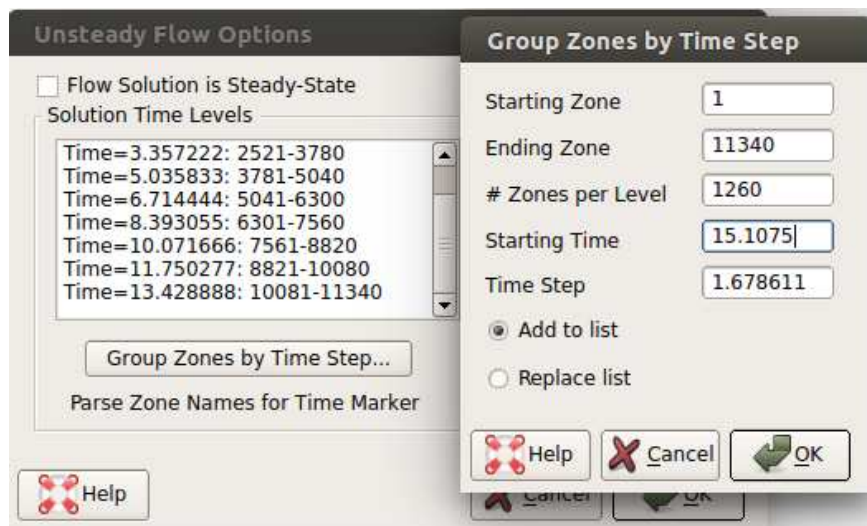 Unsteady Flow Options
Flow Solution is Steady-State
Solution Time Levels
Time=3.357222: 2521-3780
Time=5.035833: 3781-5040
Time=6.714444: 5041-6300
Time=8.393055: 6301-7560
Time=10.071666: 7561-8820
Time=11.750277: 8821-10080
Time=13.428888: 10081-11340
Group Zones by Time Step...
Parse Zone Names for Time Marker
Help
Cancel
OK
Group Zones by Time Step
Starting Zone 1
Ending Zone 11340
# Zones per Level 1260
Starting Time 15.1075
Time Step 1.678611
Add to list
Replace list
Help Cancel OK